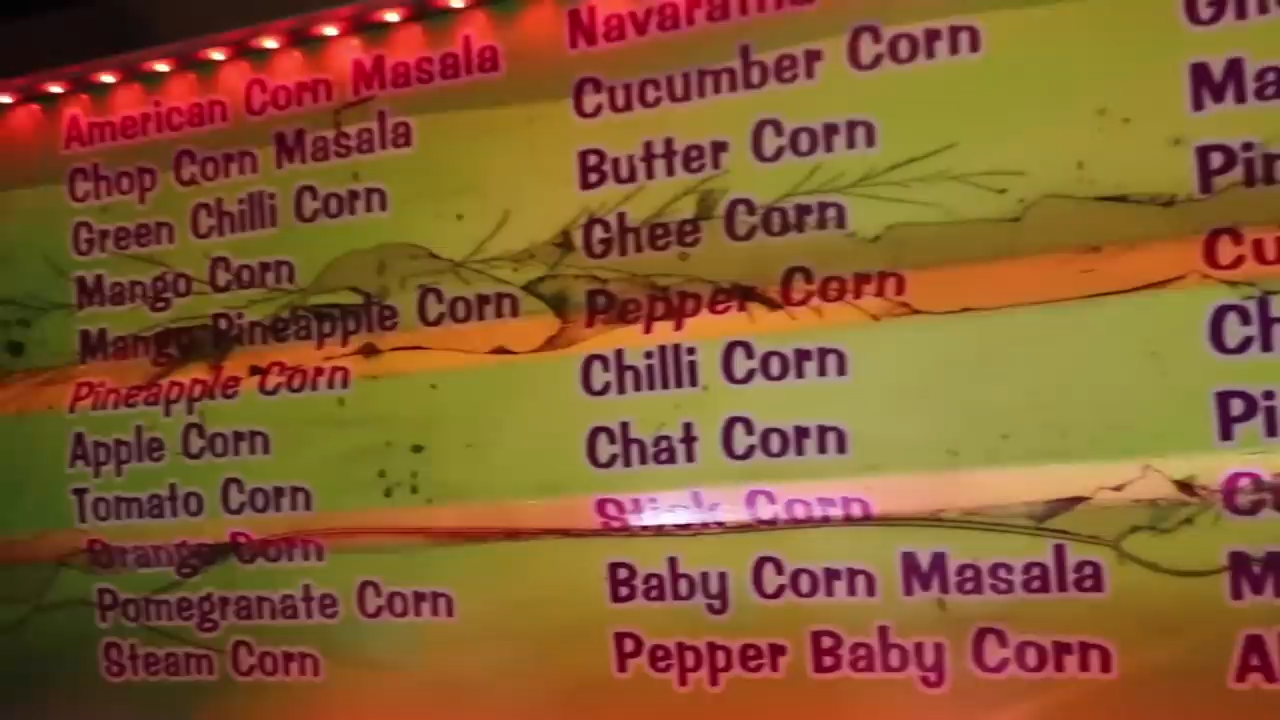 American Corn Masala
Chop Corn Masala
Green Chilli Corn
Mango Corn
Mango Pineapple Corn
Pineapple Corn
Apple Corn
Tomato Corn
Orange Corn
Pomegranate Corn
Steam Corn
Cucumber Corn
Butter Corn
Ghee Corn
Pepper Corn
Chilli Corn
Chat Corn
Stick Corn
Baby Corn Masala
Pepper Baby Corn